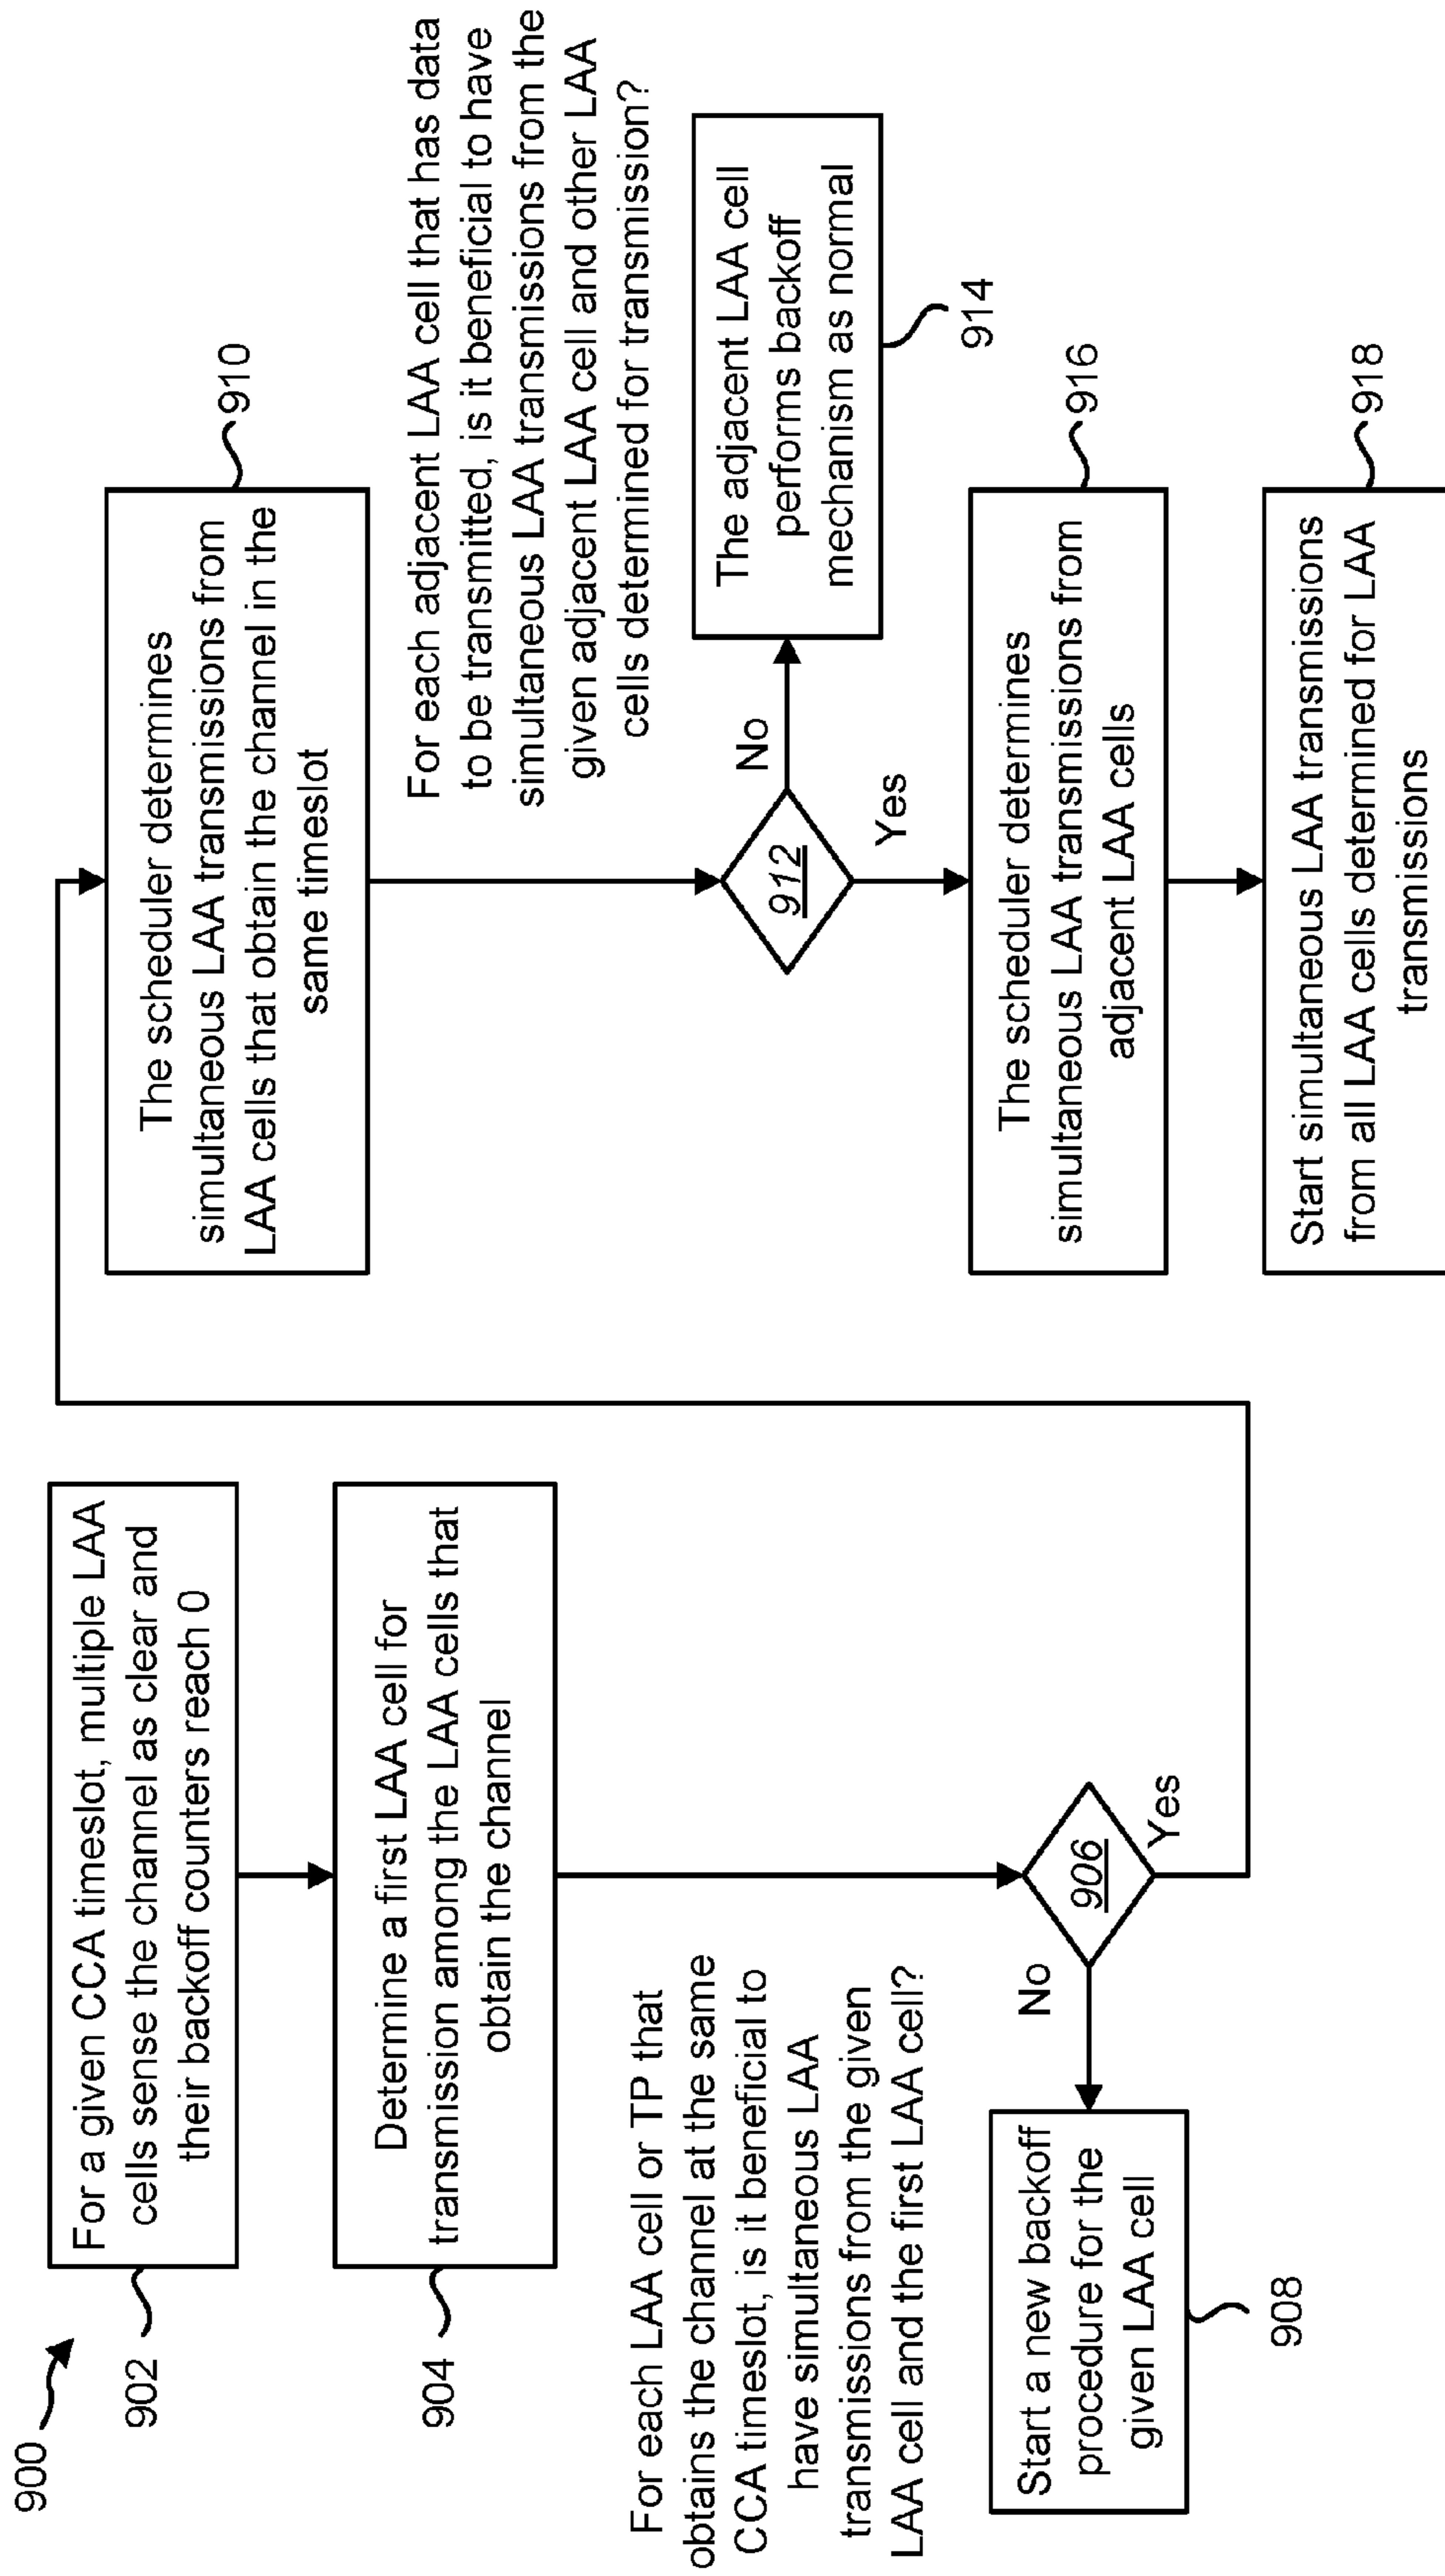 900
902
For a given CCA timeslot, multiple LAA
cells sense the channel as clear and
their backoff counters reach 0
904
Determine a first LAA cell for
transmission among the LAA cells that
obtain the channel
For each LAA cell or TP that
obtains the channel at the same
CCA timeslot, is it beneficial to
have simultaneous LAA
transmissions from the given
LAA cell and the first LAA cell?
906
No
Yes
Start a new backoff
procedure for the
given LAA cell
908
The scheduler determines
simultaneous LAA transmissions from
LAA cells that obtain the channel in the
same timeslot
910
For each adjacent LAA cell that has data
to be transmitted, is it beneficial to have
simultaneous LAA transmissions from the
given adjacent LAA cell and other LAA
cells determined for transmission?
912
No
Yes
The adjacent LAA cell
performs backoff
mechanism as normal
914
The scheduler determines
simultaneous LAA transmissions from
adjacent LAA cells
916
Start simultaneous LAA transmissions
from all LAA cells determined for LAA
transmissions
918